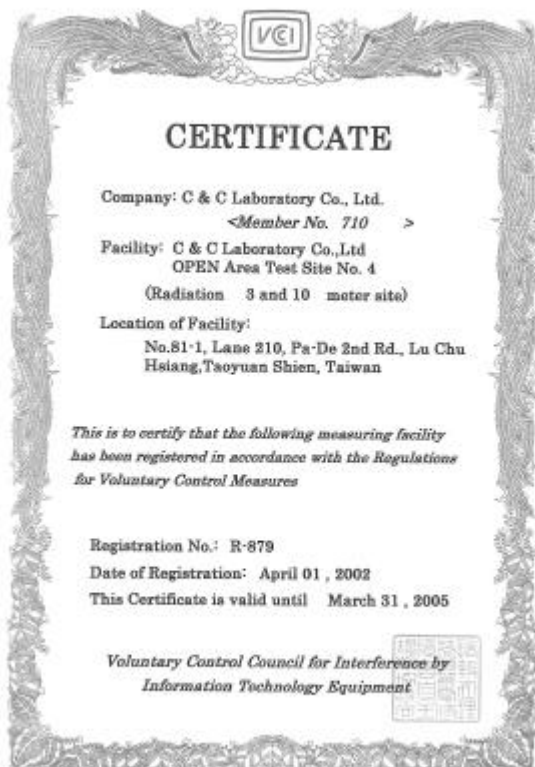 VCCI
CERTIFICATE
Company: C & C Laboratory Co., Ltd.
<Member No. 710 >
Facility: C & C Laboratory Co.,Ltd
OPEN Area Test Site No. 4
(Radiation 3 and 10 meter site)
Location of Facility:
No.81-1, Lane 210, Pa-De 2nd Rd., Lu Chu
Hsiang,Taoyuan Shien, Taiwan
This is to certify that the following measuring facility
has been registered in accordance with the Regulations
for Voluntary Control Measures
Registration No.: R-879
Date of Registration: April 01 , 2002
This Certificate is valid until March 31 , 2005
Voluntary Control Council for Interference by
Information Technology Equipment